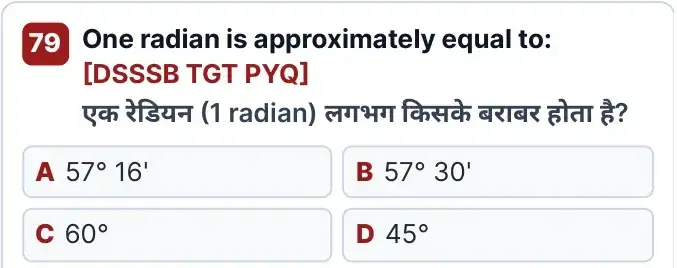 79 One radian is approximately equal to:
[DSSSB TGT PYQ]
एक रेडियन (1 radian) लगभग किसके बराबर होता है?
A 57° 16' B 57° 30'
C 60° D 45°